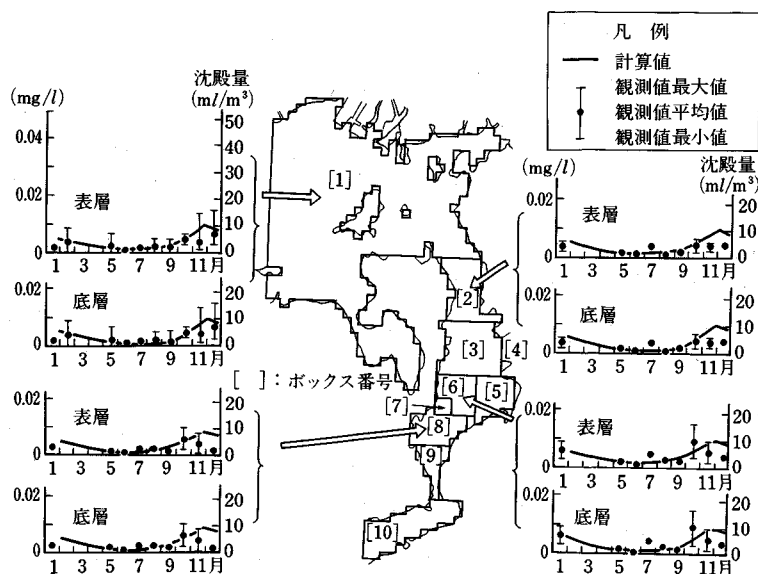 凡 例
計算値
観測値最大値
観測値平均値
観測値最小値
(mg/l)
沈殿量
(ml/m³)
0.04
0.02
0
50
40
30
20
10
0
表層
1 3 5 7 9 11月
0.02
0
20
10
0
底層
1 3 5 7 9 11月
[ ]:ボックス番号
0.02
0
20
10
0
表層
1 3 5 7 9 11月
0.02
0
20
10
0
底層
1 3 5 7 9 11月
[1]
[2]
[3]
[4]
[5]
[6]
[7]
[8]
9
[10]
(mg/l)
沈殿量
(ml/m³)
0.02
0
20
10
0
表層
1 3 5 7 9 11月
0.02
0
20
10
0
底層
1 3 5 7 9 11月
0.02
0
20
10
0
表層
1 3 5 7 9 11月
0.02
0
20
10
0
底層
1 3 5 7 9 11月